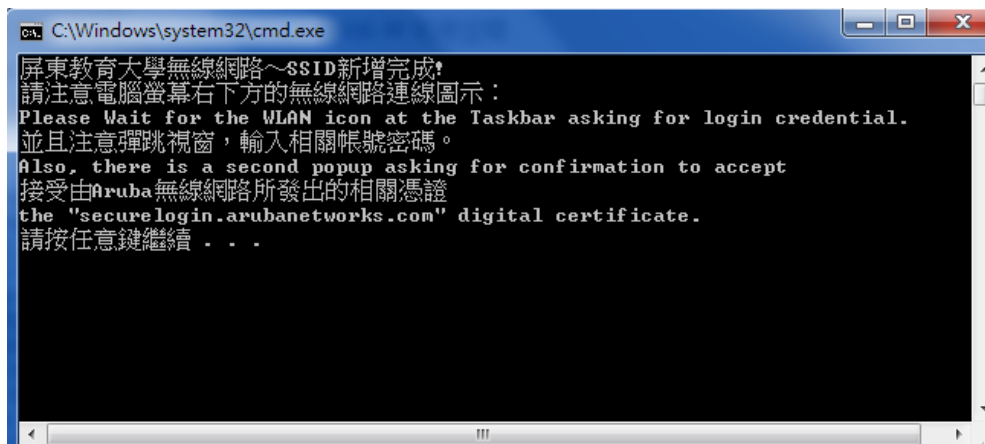 C:\Windows\system32\cmd.exe
屏東教育大學無線網路～SSID新增完成!
請注意電腦螢幕右下方的無線網路連線圖示：
Please Wait for the WLAN icon at the Taskbar asking for login credential.
並且注意彈跳視窗，輸入相關帳號密碼。
Also, there is a second popup asking for confirmation to accept
接受由Aruba無線網路所發出的相關憑證
the "securelogin.arubanetworks.com" digital certificate.
請按任意鍵繼續 . . .